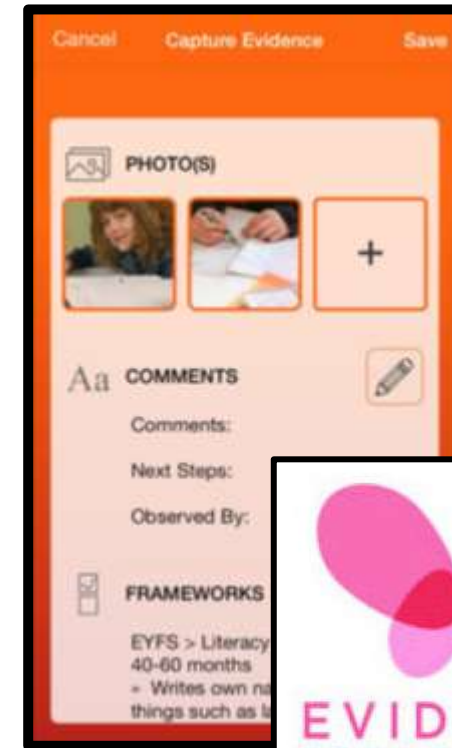 Cancel Capture Evidence Save
PHOTO(S)
+
Aa COMMENTS
Comments:
Next Steps:
Observed By:
FRAMEWORKS
EYFS > Literacy
40-60 months
» Writes own na
things such as la
EVID